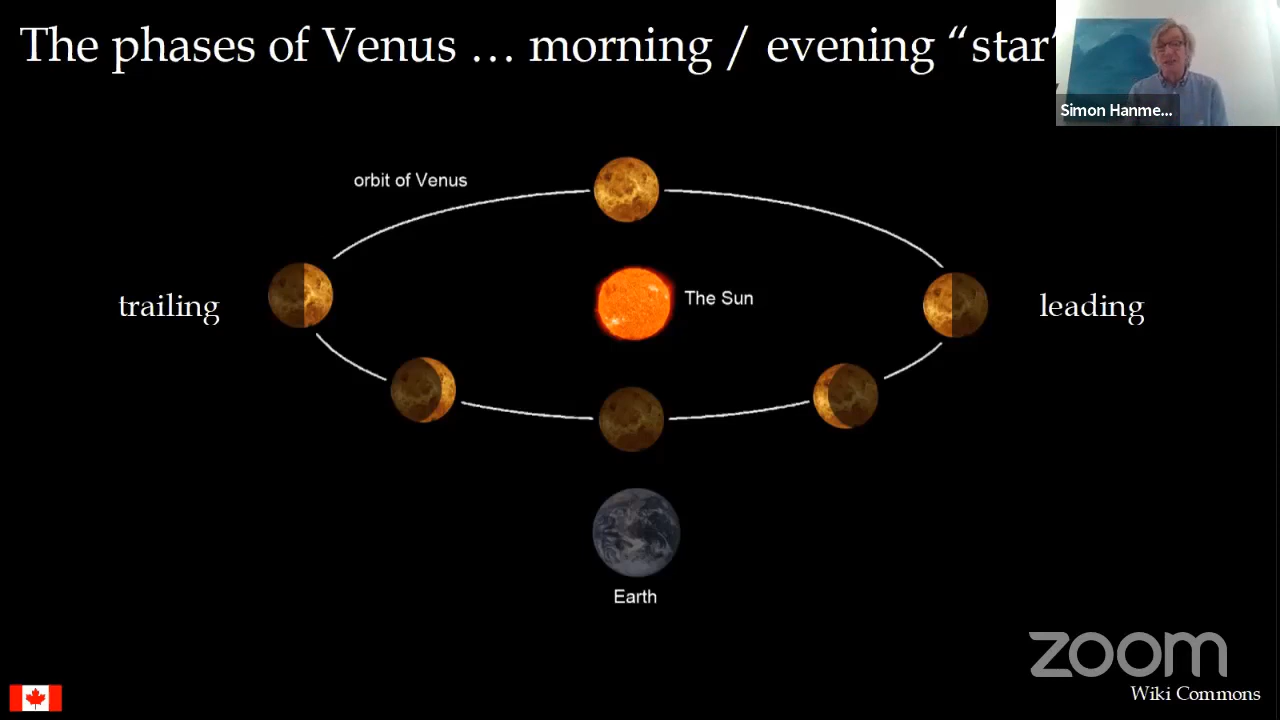 The phases of Venus … morning / evening “star”
Simon Hanme...
orbit of Venus
The Sun
trailing
leading
Earth
zoom
Wiki Commons